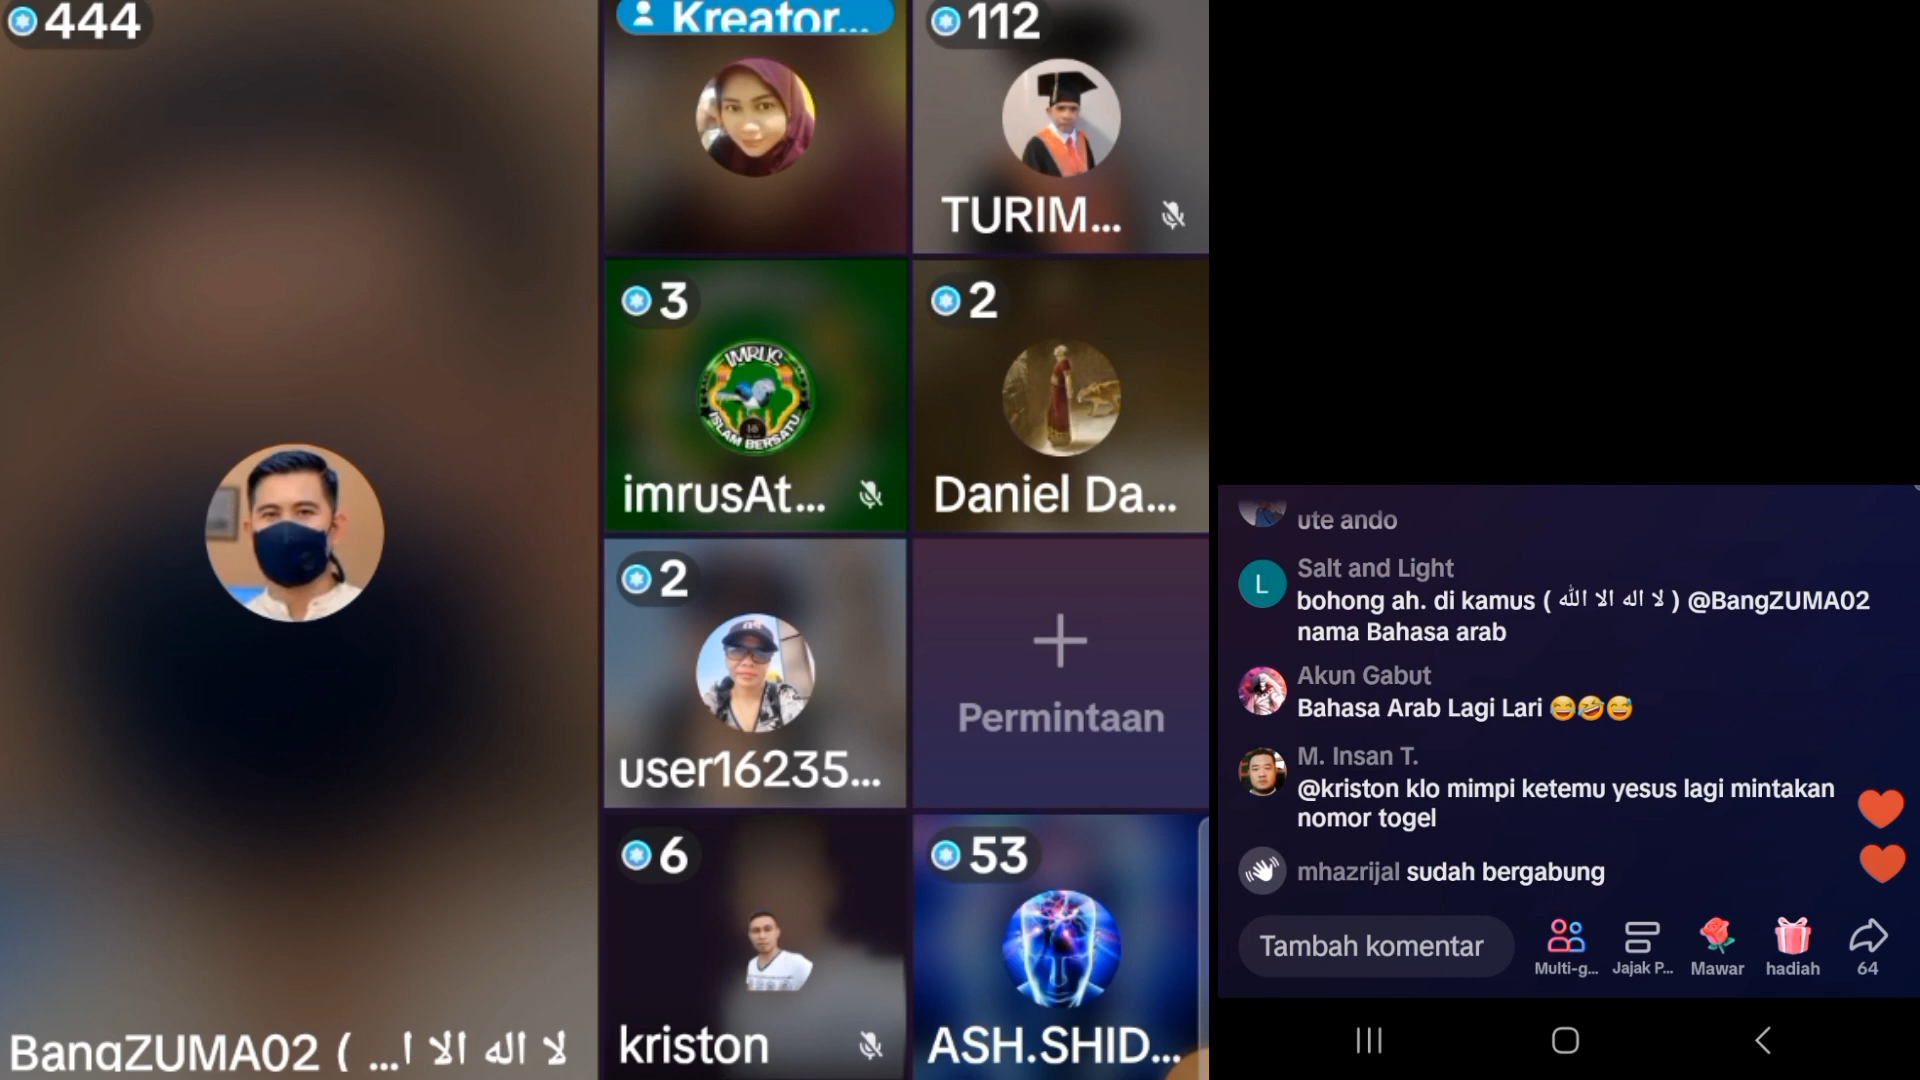 444
Kreator...
112
TURIM...
3
IMRUS
ISLAM BERSATU
imrusAt...
2
Daniel Da...
2
user16235...
Permintaan
6
kriston
53
ASH.SHID...
BangZUMA02 ( لا اله الا ا...
ute ando
L
Salt and Light
bohong ah. di kamus ( لا اله الا الله ) @BangZUMA02
nama Bahasa arab
Akun Gabut
Bahasa Arab Lagi Lari 😂🤣😅
M. Insan T.
@kriston klo mimpi ketemu yesus lagi mintakan
nomor togel
mhazrijal sudah bergabung
Tambah komentar
Multi-g...
Jajak P...
Mawar
hadiah
64